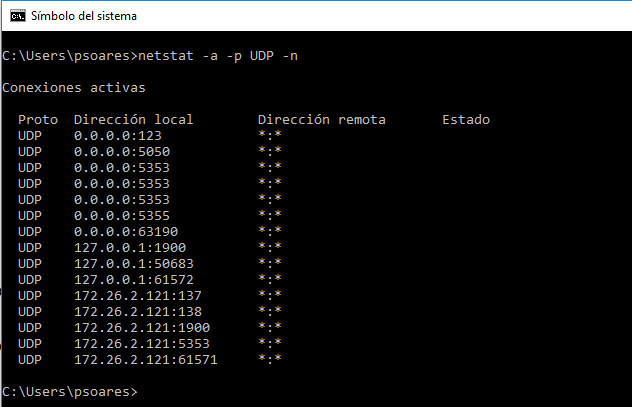 Símbolo del sistema
C:\Users\psoares>netstat -a -p UDP -n
Conexiones activas
Proto  Dirección local        Dirección remota       Estado
UDP    0.0.0.0:123            *:*
UDP    0.0.0.0:5050           *:*
UDP    0.0.0.0:5353           *:*
UDP    0.0.0.0:5353           *:*
UDP    0.0.0.0:5353           *:*
UDP    0.0.0.0:5355           *:*
UDP    0.0.0.0:63190          *:*
UDP    127.0.0.1:1900         *:*
UDP    127.0.0.1:50683        *:*
UDP    127.0.0.1:61572        *:*
UDP    172.26.2.121:137       *:*
UDP    172.26.2.121:138       *:*
UDP    172.26.2.121:1900      *:*
UDP    172.26.2.121:5353      *:*
UDP    172.26.2.121:61571     *:*
C:\Users\psoares>